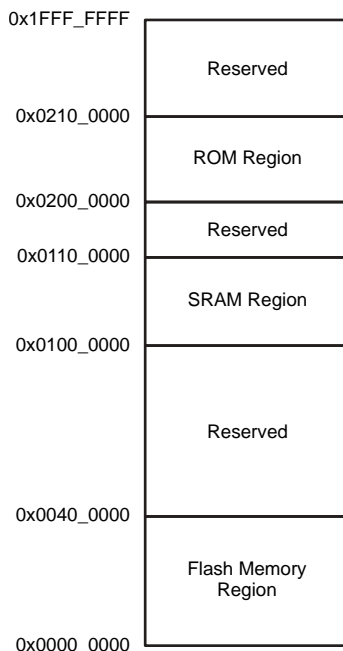 0x1FFF_FFFF
Reserved
0x0210_0000
ROM Region
0x0200_0000
Reserved
0x0110_0000
SRAM Region
0x0100_0000
Reserved
0x0040_0000
Flash Memory
Region
0x0000_0000